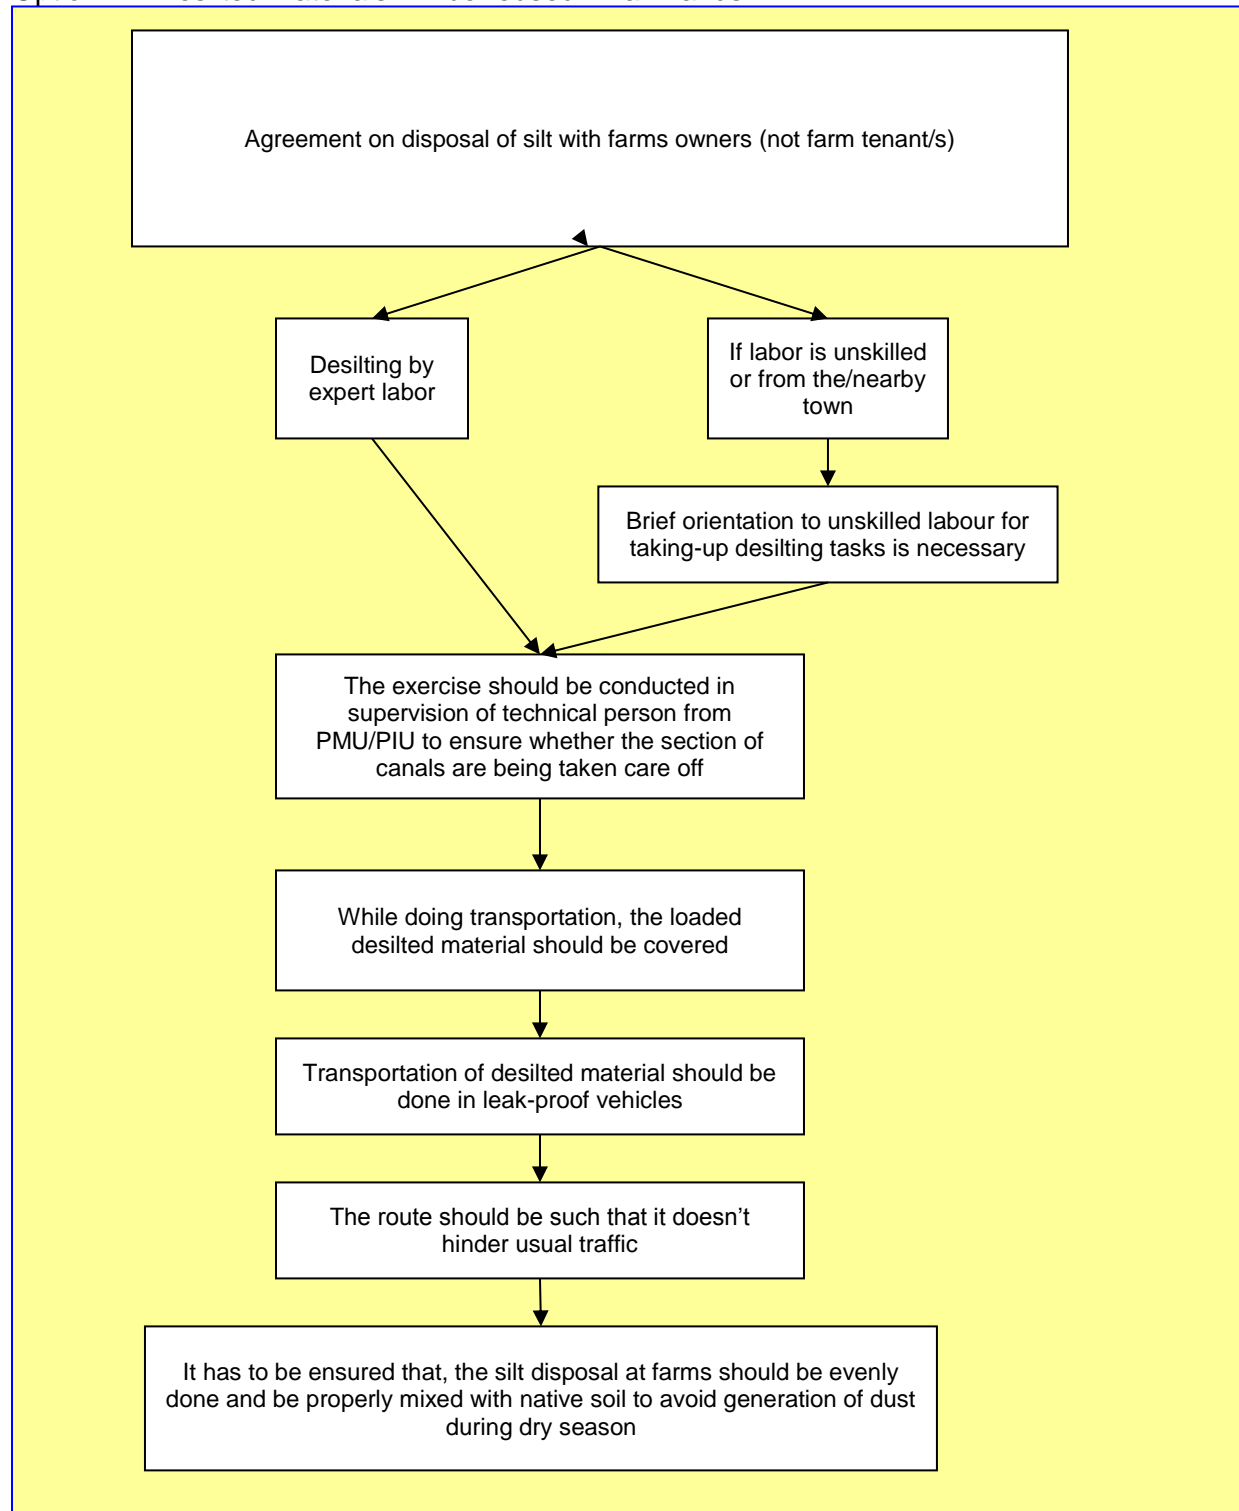 Agreement on disposal of silt with farms owners (not farm tenant/s)
Desilting by
expert labor
If labor is unskilled
or from the/nearby
town
Brief orientation to unskilled labour for
taking-up desilting tasks is necessary
The exercise should be conducted in
supervision of technical person from
PMU/PIU to ensure whether the section of
canals are being taken care off
While doing transportation, the loaded
desilted material should be covered
Transportation of desilted material should be
done in leak-proof vehicles
The route should be such that it doesn’t
hinder usual traffic
It has to be ensured that, the silt disposal at farms should be evenly
done and be properly mixed with native soil to avoid generation of dust
during dry season